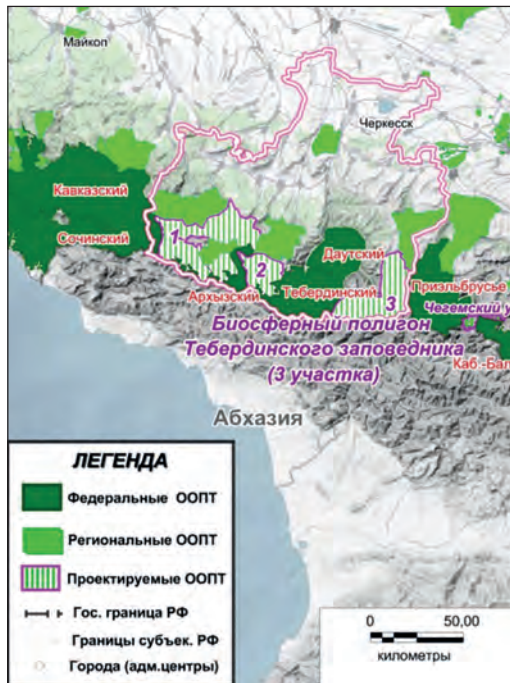 Майкоп
Черкесск
Кавказский
Сочинский
1
2
3
Даутский
Архызский
Тебердинский
Приэльбрусье
Чегемский у
Биосферный полигон
Тебердинского заповедника
(3 участка)
Каб.-Бал
Абхазия
ЛЕГЕНДА
Федеральные ООПТ
Региональные ООПТ
Проектируемые ООПТ
Гос. граница РФ
Границы субъек. РФ
Города (адм.центры)
0 50,00
километры